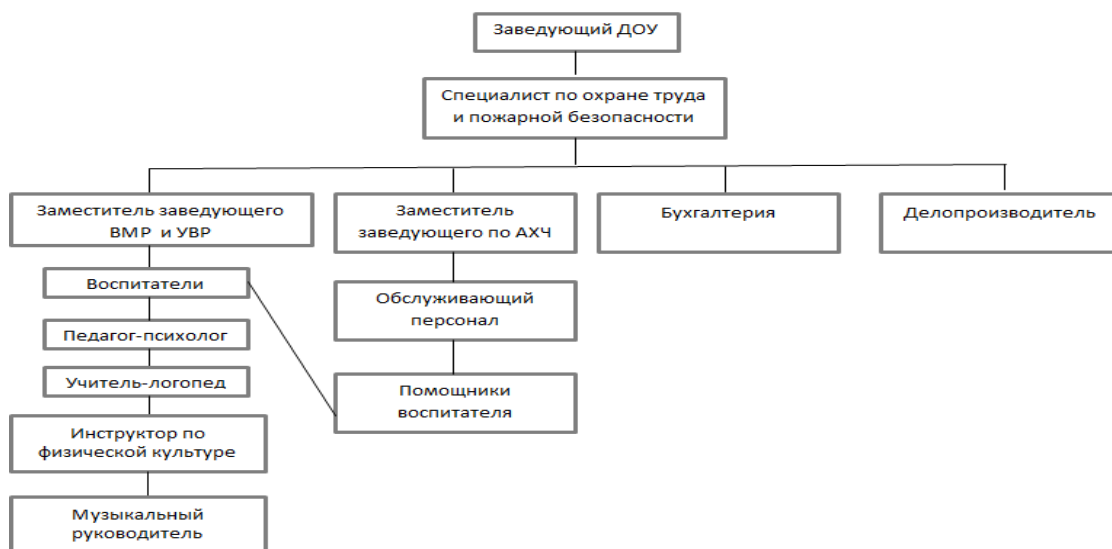 Заведующий ДОУ
Специалист по охране труда
и пожарной безопасности
Заместитель заведующего
ВМР и УВР
Заместитель
заведующего по АХЧ
Бухгалтерия
Делопроизводитель
Воспитатели
Обслуживающий
персонал
Педагог-психолог
Учитель-логопед
Помощники
воспитателя
Инструктор по
физической культуре
Музыкальный
руководитель